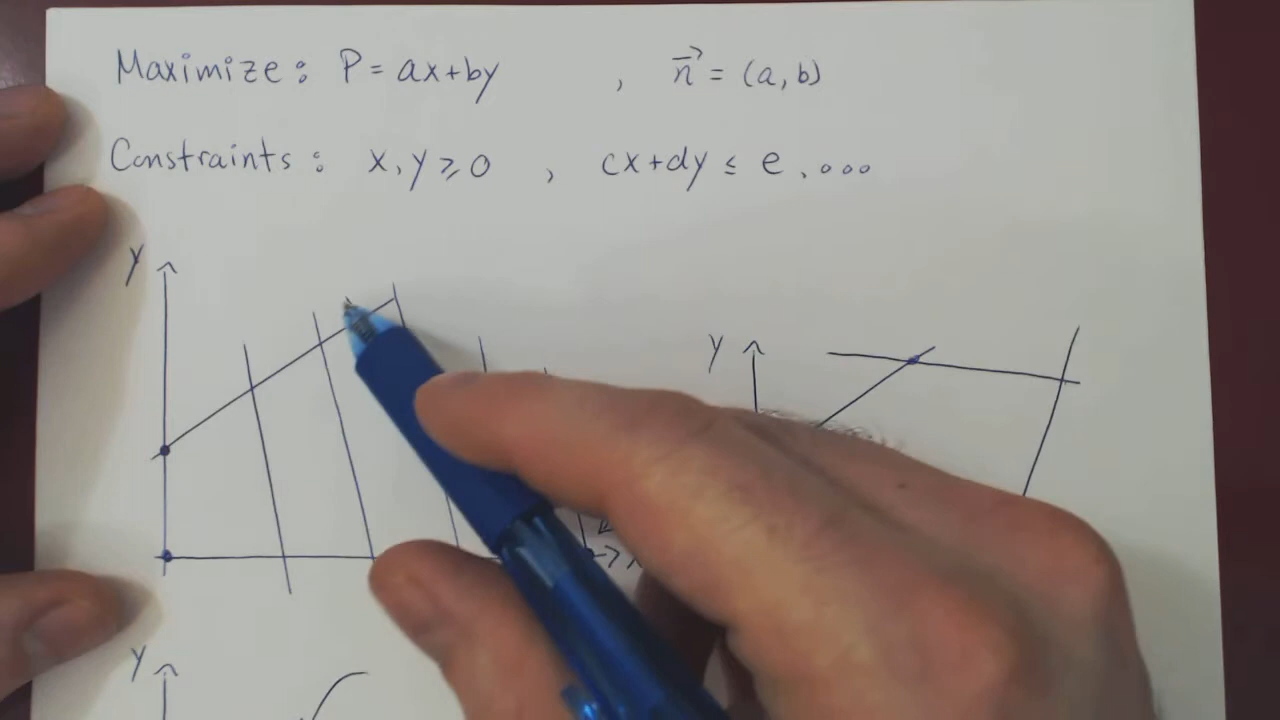 Maximize: P = ax+by , n⃗ = (a, b)
Constraints: x, y ⩾ 0 , cx+dy ≤ e, ...
y
y
x
y